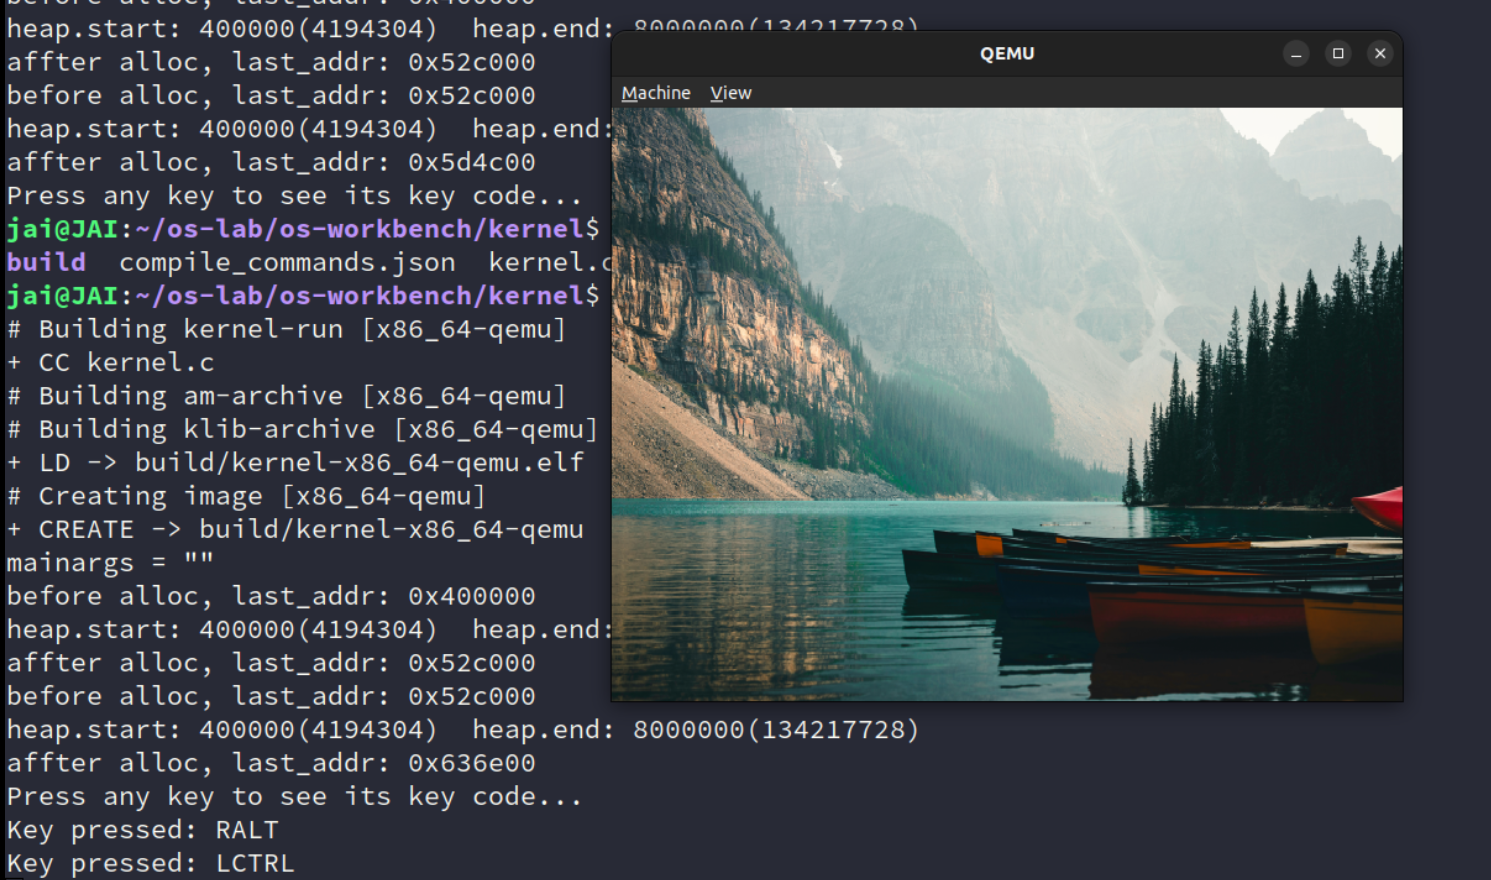 before alloc, last_addr: 0x400000
heap.start: 400000(4194304)  heap.end: 8000000(134217728)
affter alloc, last_addr: 0x52c000
before alloc, last_addr: 0x52c000
heap.start: 400000(4194304)  heap.end:
affter alloc, last_addr: 0x5d4c00
Press any key to see its key code...
jai@JAI:~/os-lab/os-workbench/kernel$
build  compile_commands.json  kernel.c
jai@JAI:~/os-lab/os-workbench/kernel$
# Building kernel-run [x86_64-qemu]
+ CC kernel.c
# Building am-archive [x86_64-qemu]
# Building klib-archive [x86_64-qemu]
+ LD -> build/kernel-x86_64-qemu.elf
# Creating image [x86_64-qemu]
+ CREATE -> build/kernel-x86_64-qemu
mainargs = ""
before alloc, last_addr: 0x400000
heap.start: 400000(4194304)  heap.end:
affter alloc, last_addr: 0x52c000
before alloc, last_addr: 0x52c000
heap.start: 400000(4194304)  heap.end: 8000000(134217728)
affter alloc, last_addr: 0x636e00
Press any key to see its key code...
Key pressed: RALT
Key pressed: LCTRL
QEMU
Machine View